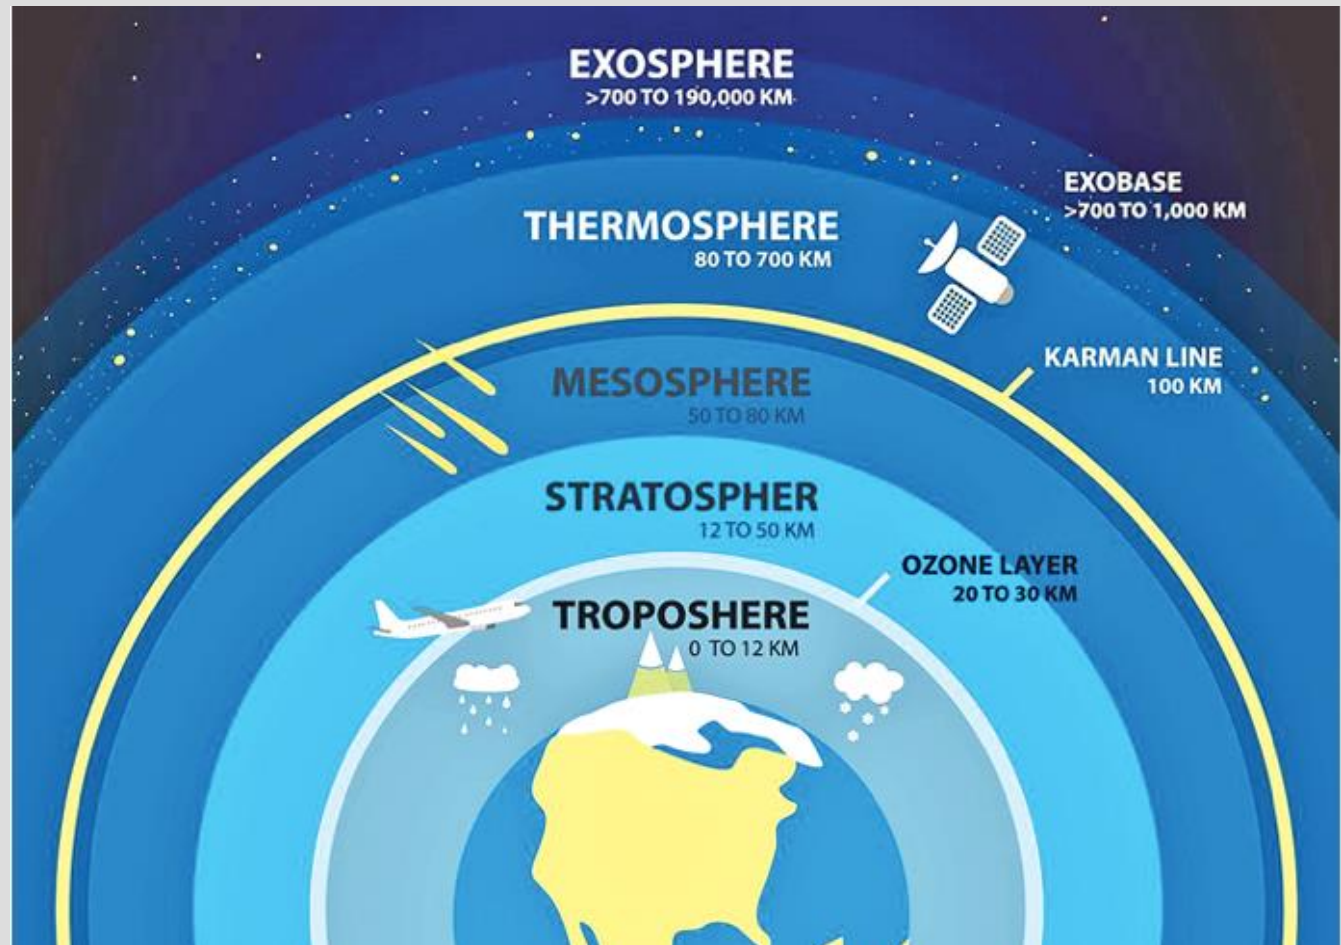 EXOSPHERE
>700 TO 190,000 KM
EXOBASE
>700 TO 1,000 KM
THERMOSPHERE
80 TO 700 KM
KARMAN LINE
100 KM
MESOSPHERE
50 TO 80 KM
STRATOSPHER
12 TO 50 KM
OZONE LAYER
20 TO 30 KM
TROPOSHERE
0 TO 12 KM